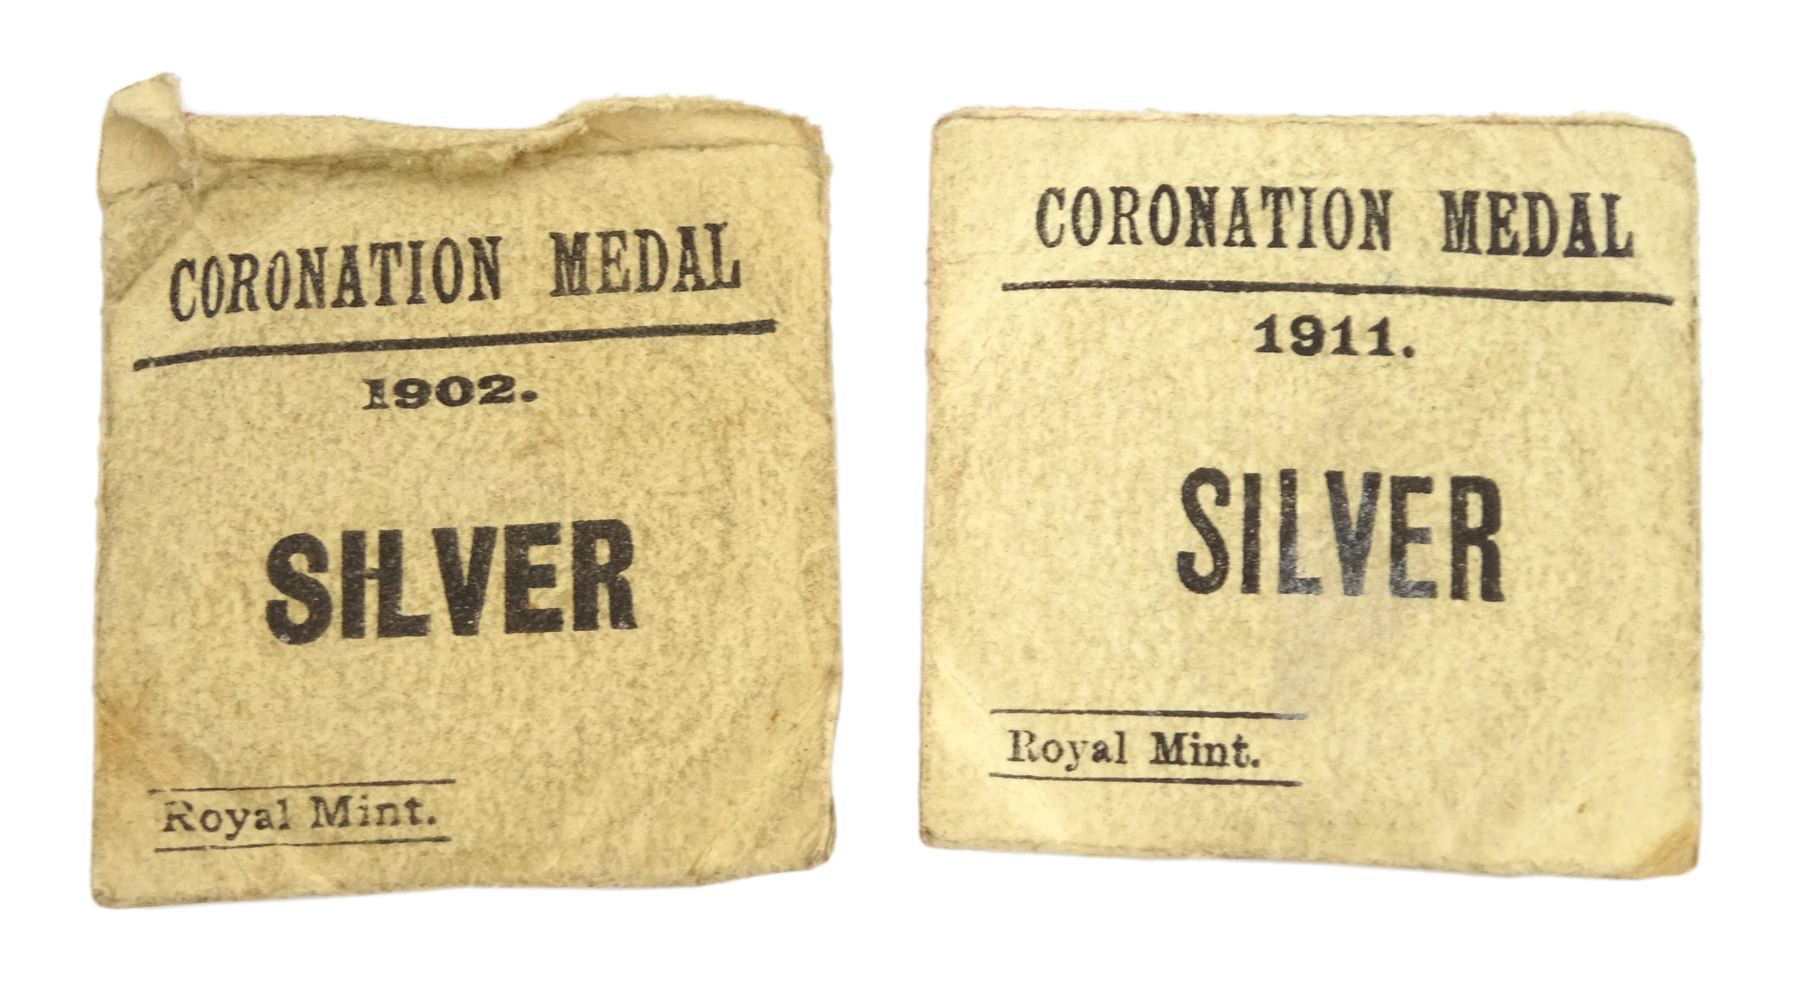 CORONATION MEDAL
1902.
SILVER
Royal Mint.
CORONATION MEDAL
1911.
SILVER
Royal Mint.